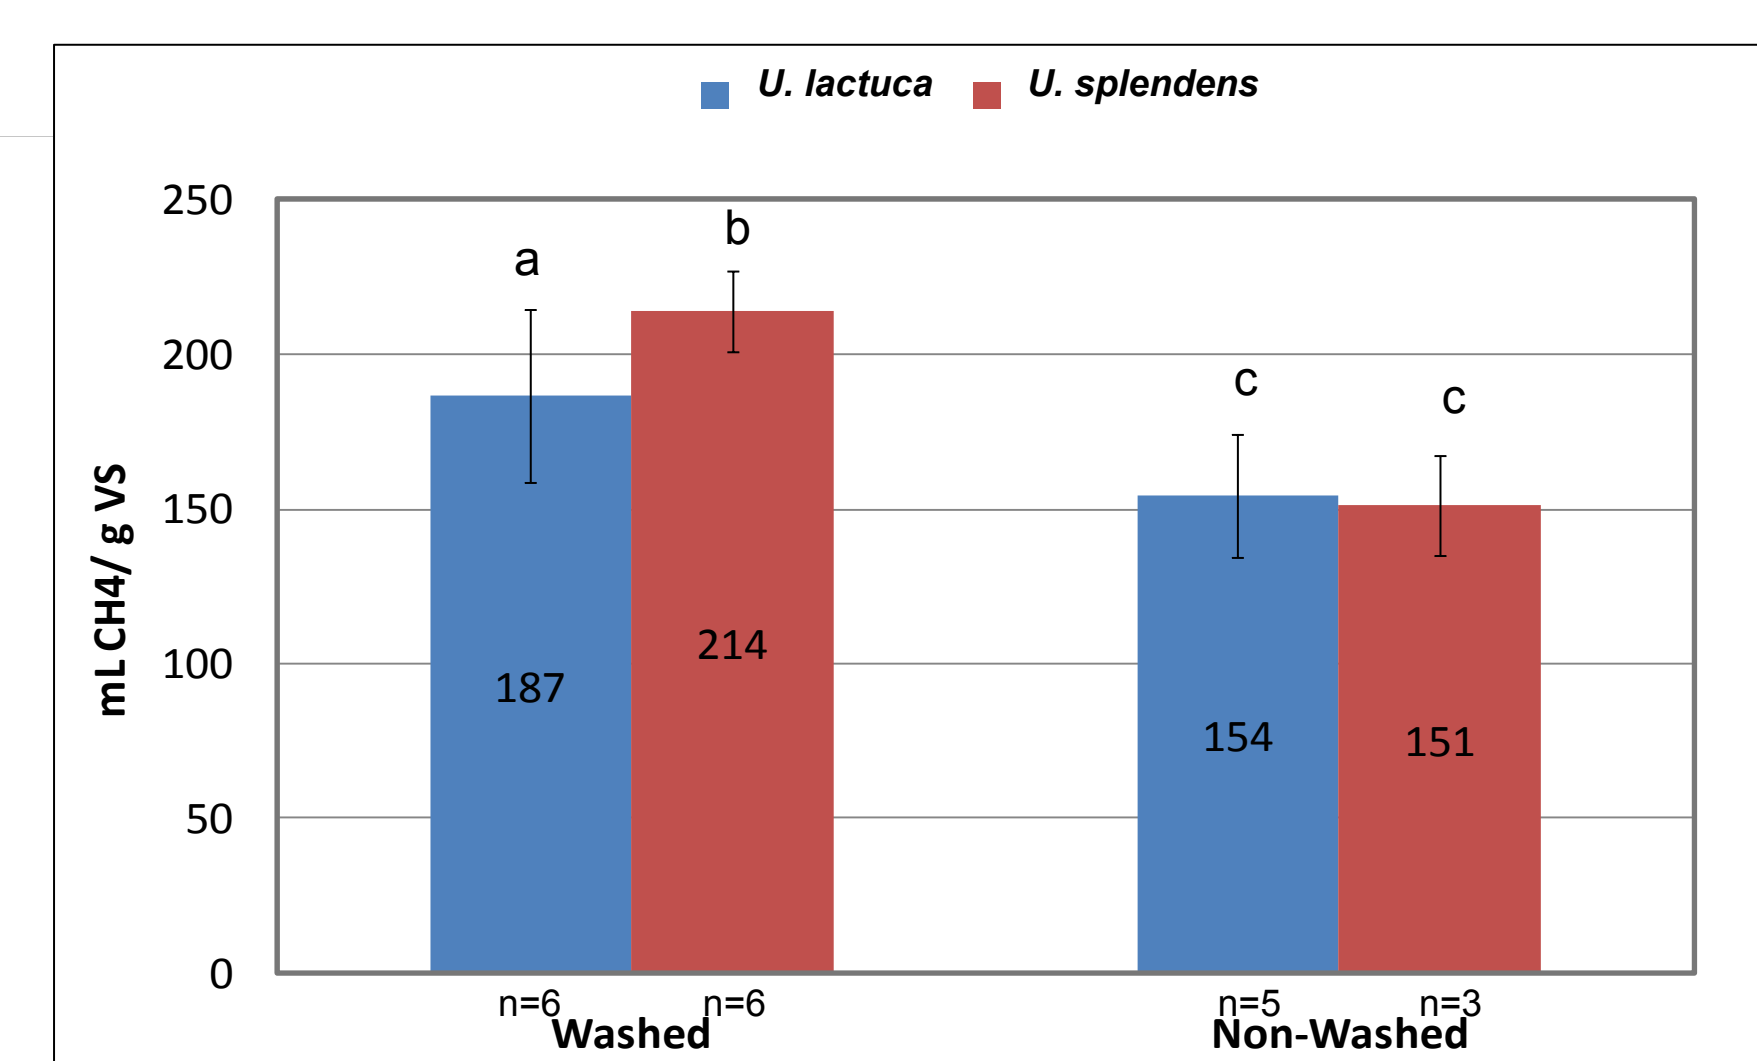 U. lactuca U. splendens
250
200
150
100
50
0
mL CH4/ g VS
a
b
c
c
187
214
154
151
n=6 n=6 n=5 n=3
Washed Non-Washed